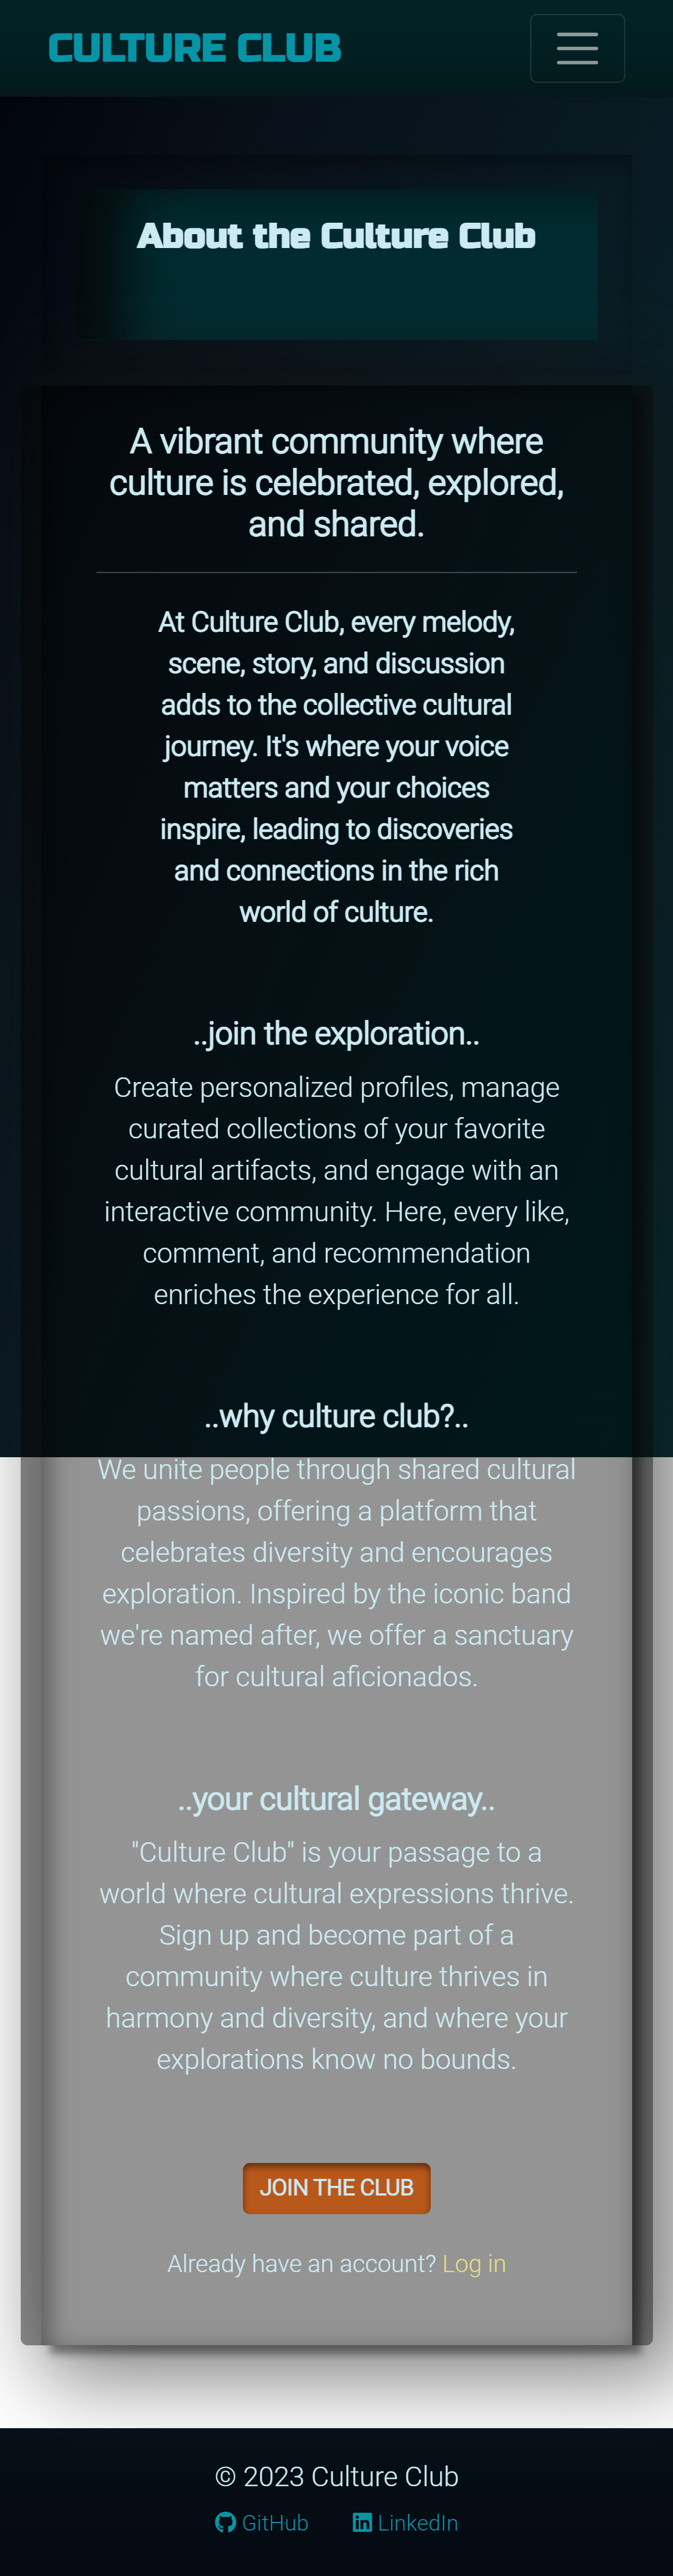 CULTURE CLUB
About the Culture Club
A vibrant community where
culture is celebrated, explored,
and shared.
At Culture Club, every melody,
scene, story, and discussion
adds to the collective cultural
journey. It's where your voice
matters and your choices
inspire, leading to discoveries
and connections in the rich
world of culture.
..join the exploration..
Create personalized profiles, manage
curated collections of your favorite
cultural artifacts, and engage with an
interactive community. Here, every like,
comment, and recommendation
enriches the experience for all.
..why culture club?..
We unite people through shared cultural
passions, offering a platform that
celebrates diversity and encourages
exploration. Inspired by the iconic band
we're named after, we offer a sanctuary
for cultural aficionados.
..your cultural gateway..
"Culture Club" is your passage to a
world where cultural expressions thrive.
Sign up and become part of a
community where culture thrives in
harmony and diversity, and where your
explorations know no bounds.
JOIN THE CLUB
Already have an account? Log in
© 2023 Culture Club
GitHub LinkedIn